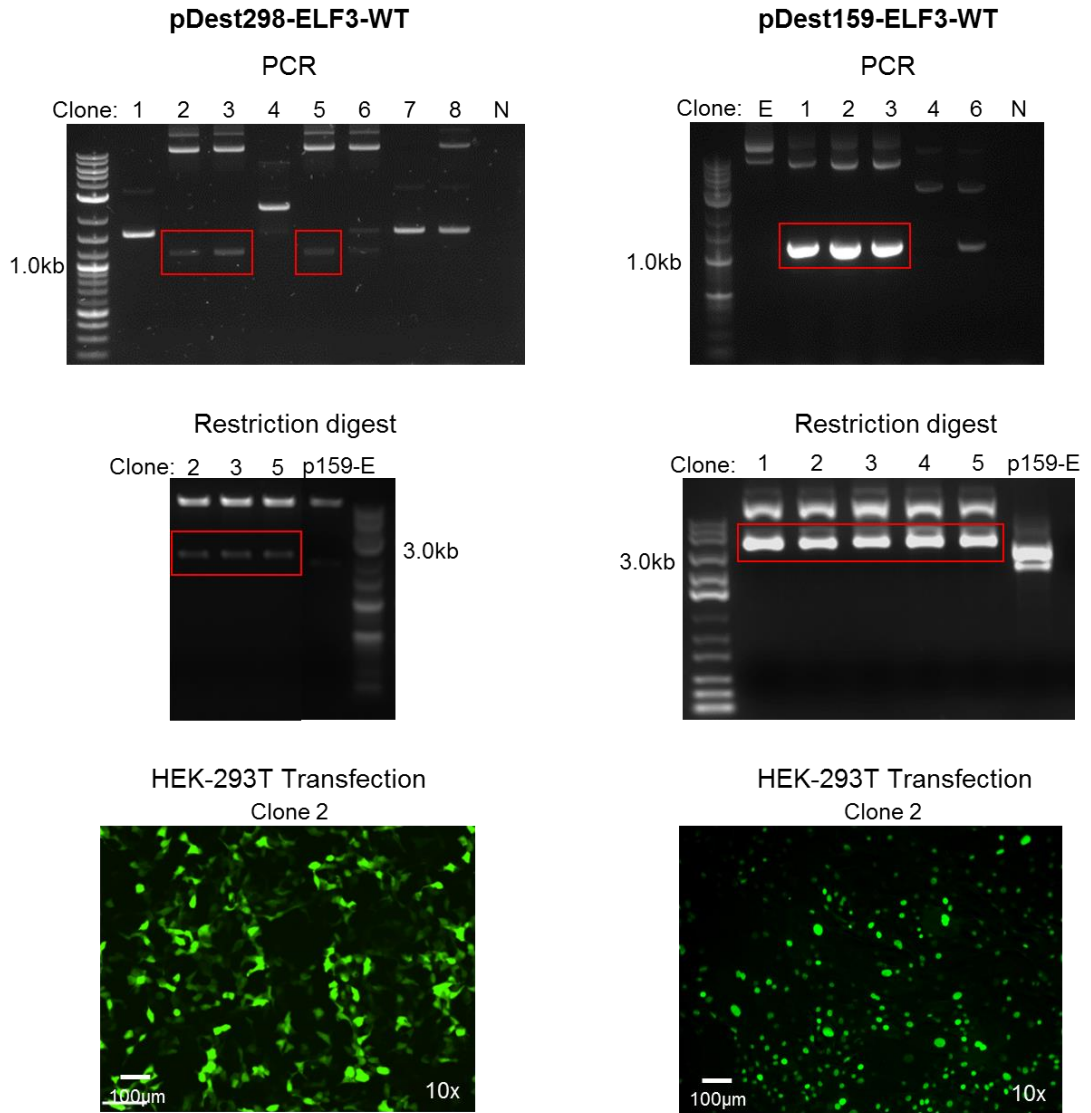 pDest298-ELF3-WT
PCR
Clone: 1 2 3 4 5 6 7 8 N
1.0kb
Restriction digest
Clone: 2 3 5 p159-E
3.0kb
HEK-293T Transfection
Clone 2
100µm
10x
pDest159-ELF3-WT
PCR
Clone: E 1 2 3 4 6 N
1.0kb
Restriction digest
Clone: 1 2 3 4 5 p159-E
3.0kb
HEK-293T Transfection
Clone 2
100µm
10x